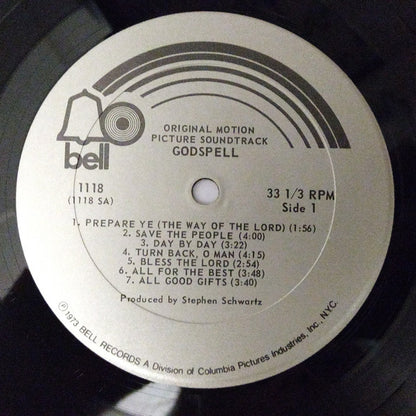 bell
ORIGINAL MOTION
PICTURE SOUNDTRACK
GODSPELL
1118
(1118 SA)
33 1/3 RPM
Side 1
1. PREPARE YE (THE WAY OF THE LORD) (1:56)
2. SAVE THE PEOPLE (4:00)
3. DAY BY DAY (3:22)
4. TURN BACK, O MAN (4:15)
5. BLESS THE LORD (2:54)
6. ALL FOR THE BEST (3:48)
7. ALL GOOD GIFTS (3:40)
Produced by Stephen Schwartz
℗ 1973 BELL RECORDS A Division of Columbia Pictures Industries, Inc., N.Y.C.